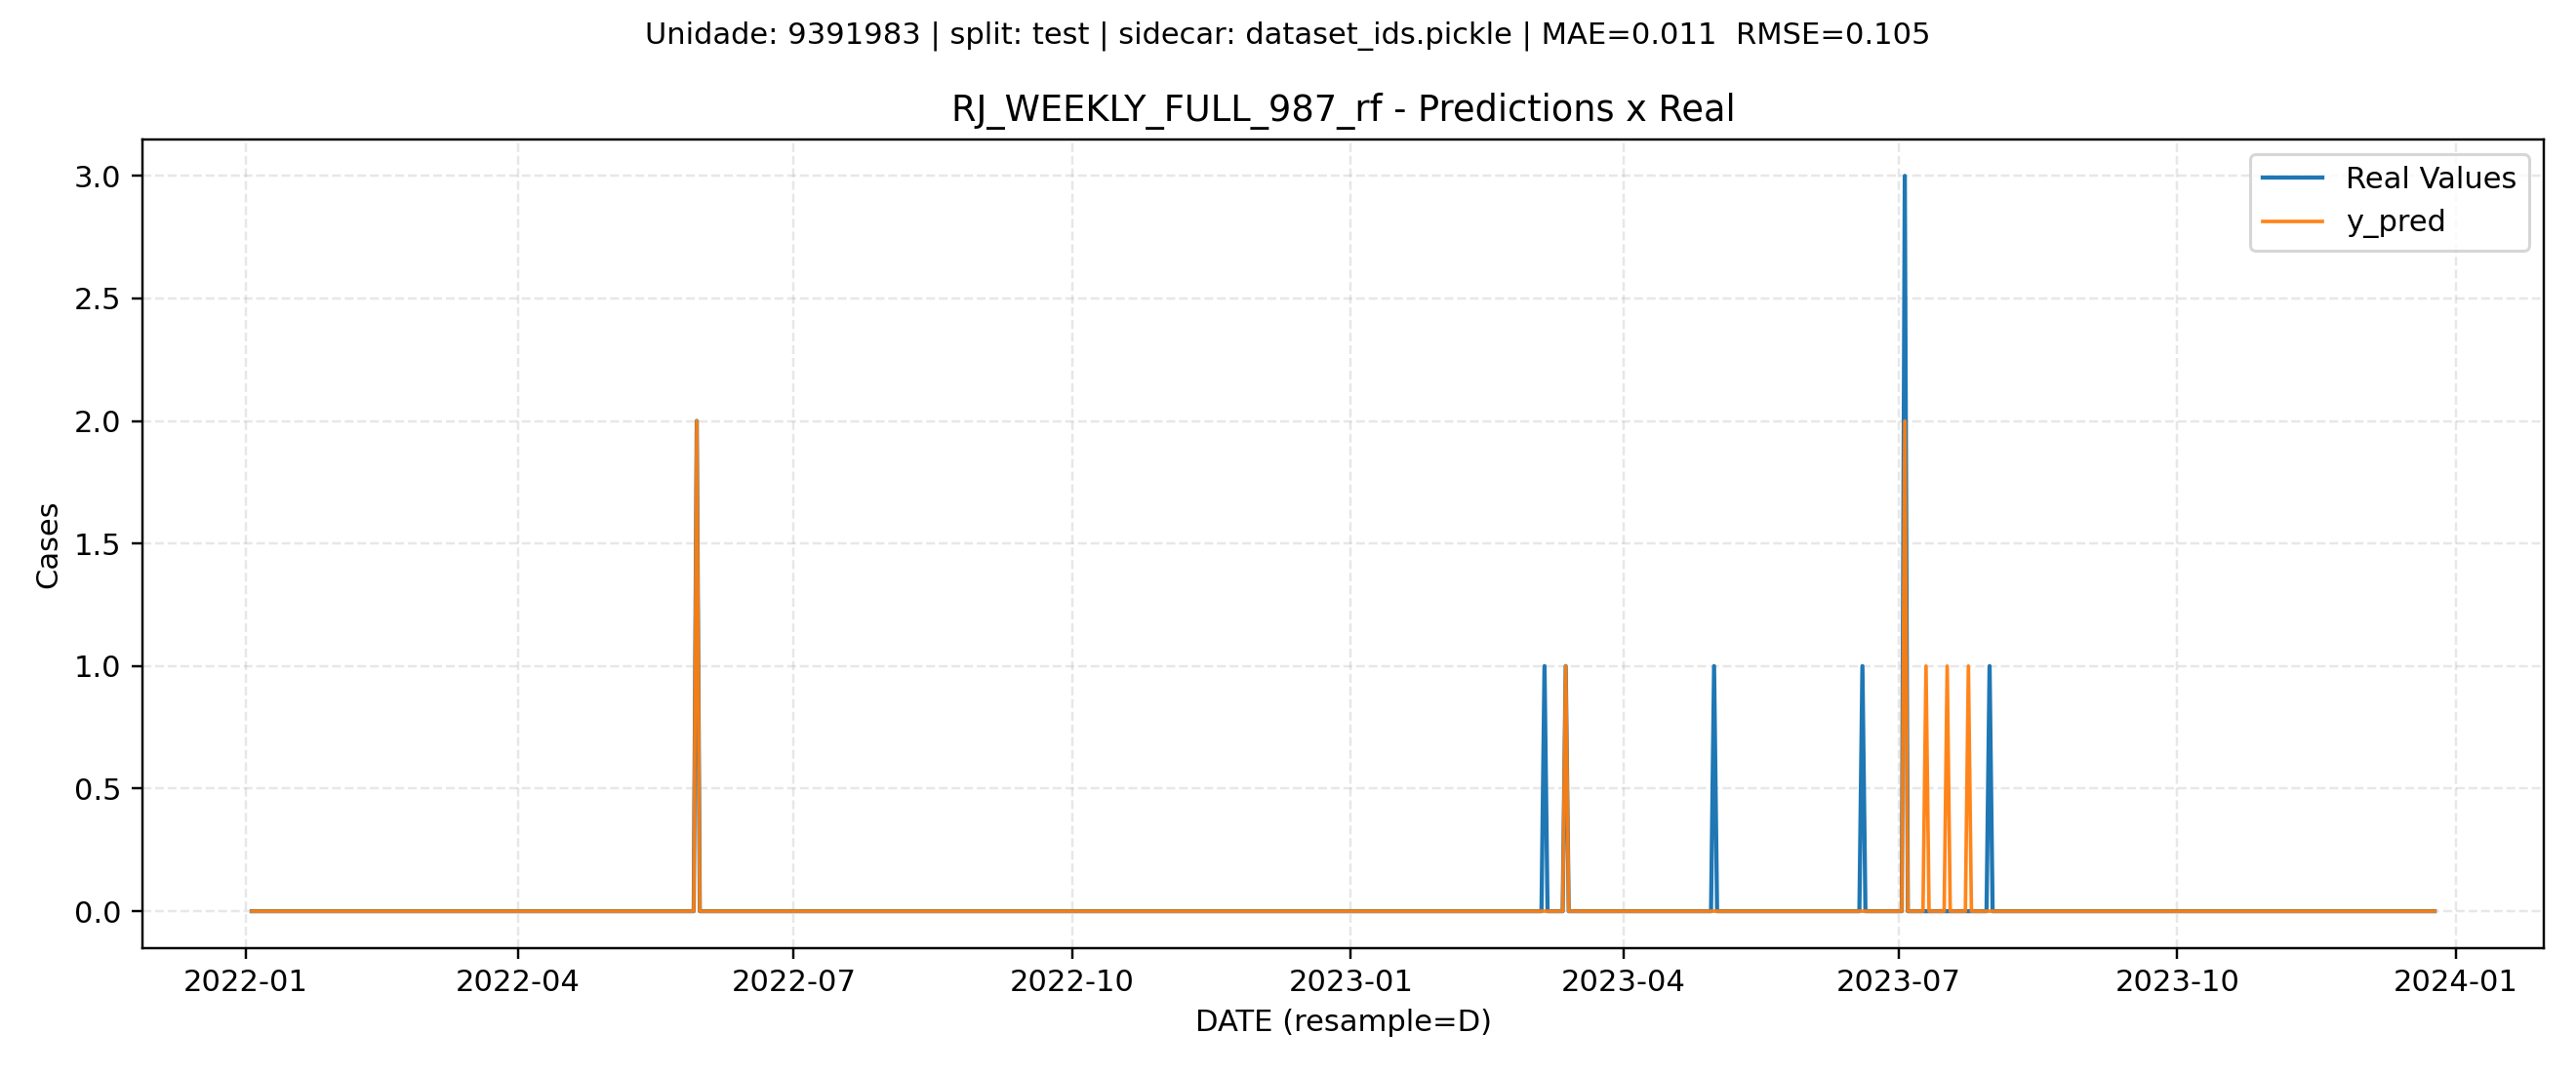 Unidade: 9391983 | split: test | sidecar: dataset_ids.pickle | MAE=0.011  RMSE=0.105
RJ_WEEKLY_FULL_987_rf - Predictions x Real
Real Values
y_pred
Cases
3.0
2.5
2.0
1.5
1.0
0.5
0.0
2022-01
2022-04
2022-07
2022-10
2023-01
2023-04
2023-07
2023-10
2024-01
DATE (resample=D)